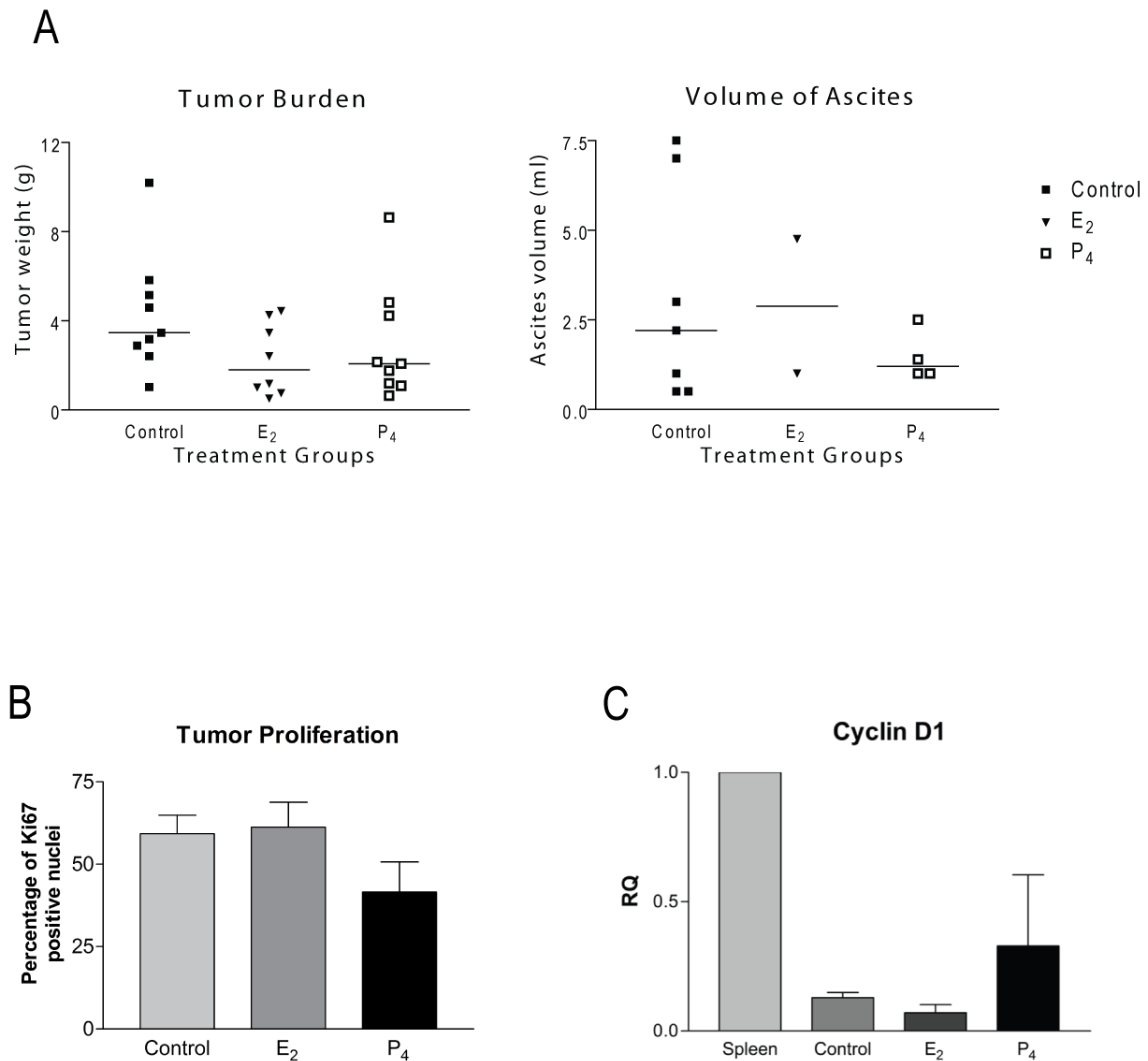 A
Tumor Burden
Tumor weight (g)
12
8
4
0
Control
E2
P4
Treatment Groups
Volume of Ascites
Ascites volume (ml)
7.5
5.0
2.5
0.0
Control
E2
P4
Treatment Groups
Control
E2
P4
B
Tumor Proliferation
Percentage of Ki67
positive nuclei
75
50
25
0
Control
E2
P4
C
Cyclin D1
RQ
1.0
0.5
0.0
Spleen
Control
E2
P4